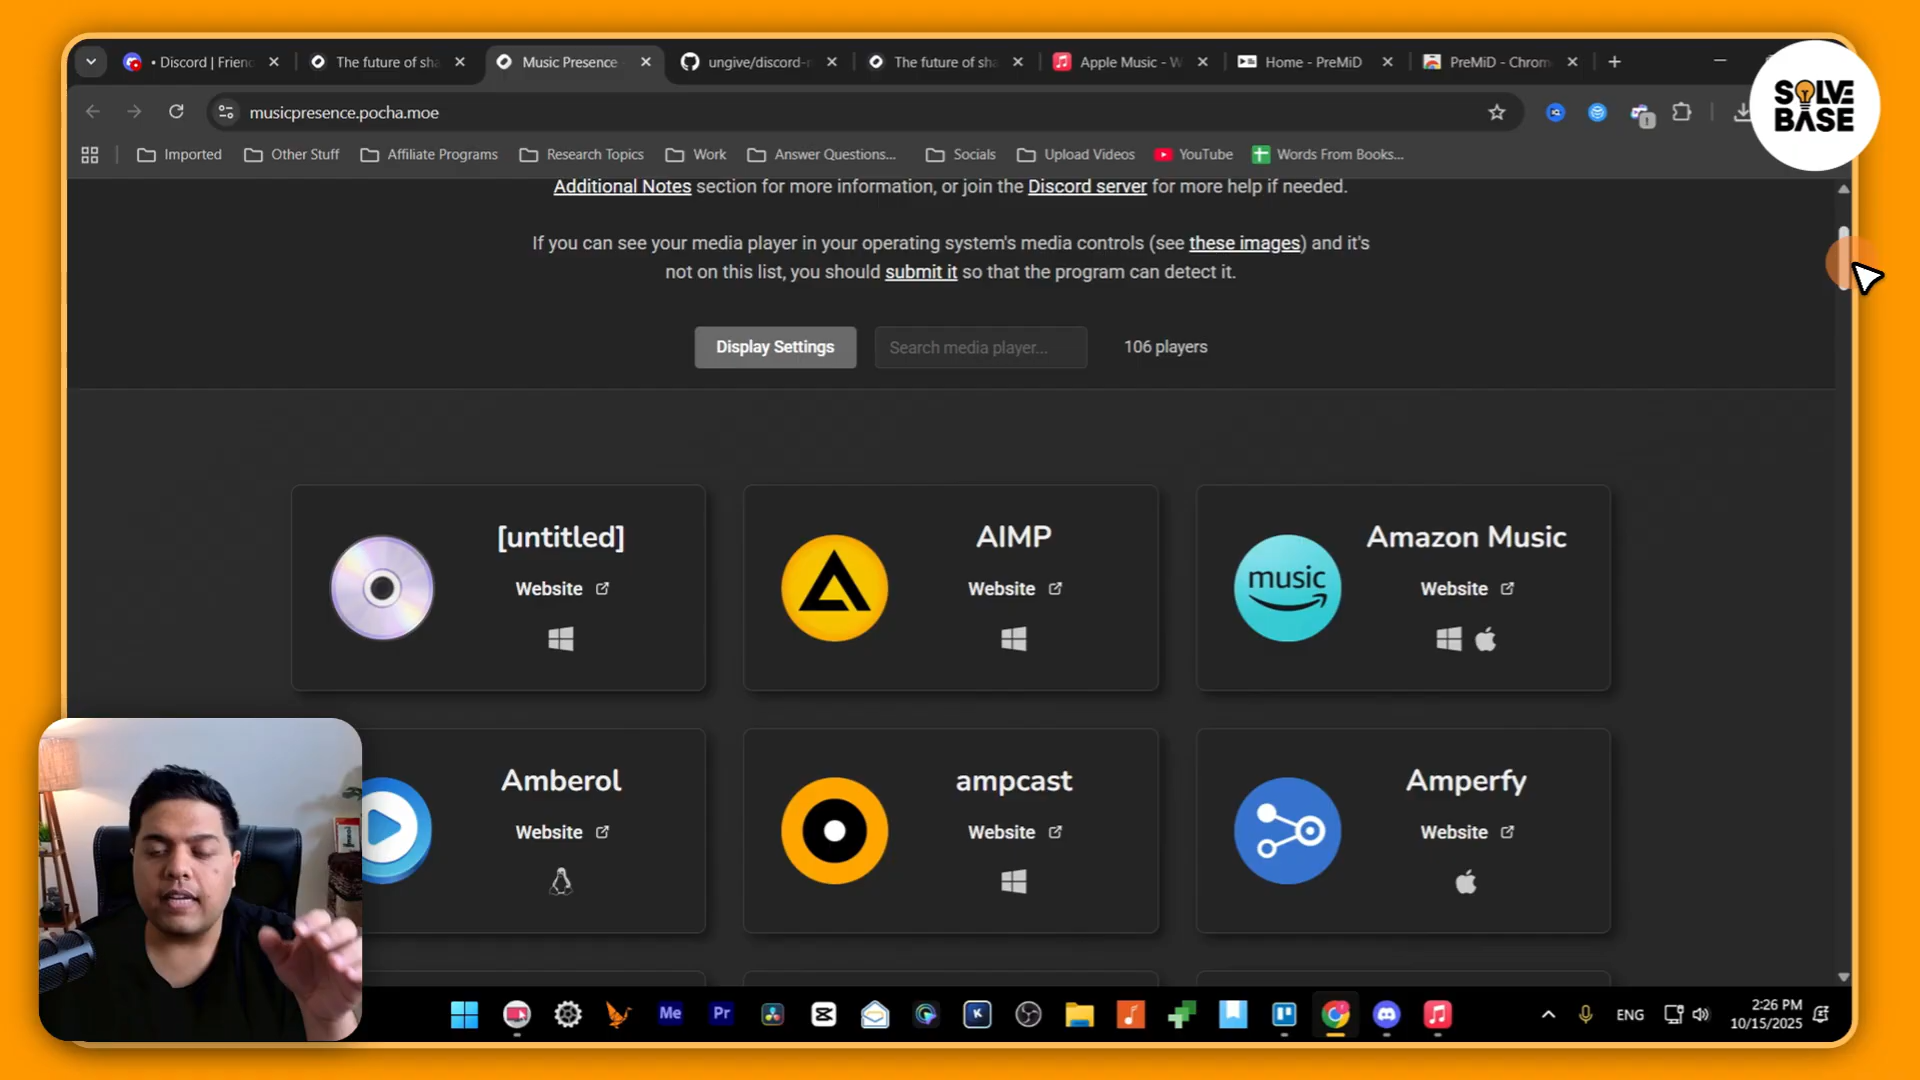 • Discord | Frien
The future of sha
Music Presence
ungive/discord-m
The future of sha
Apple Music - W
Home - PreMiD
PreMiD - Chrom
SOLVE
BASE
musicpresence.pocha.moe
Imported
Other Stuff
Affiliate Programs
Research Topics
Work
Answer Questions...
Socials
Upload Videos
YouTube
Words From Books...
Additional Notes section for more information, or join the Discord server for more help if needed.
If you can see your media player in your operating system's media controls (see these images) and it's
not on this list, you should submit it so that the program can detect it.
Display Settings
Search media player...
106 players
[untitled]
Website
AIMP
Website
music
Amazon Music
Website
Amberol
Website
ampcast
Website
Amperfy
Website
Me
Pr
K
ENG
2:26 PM
10/15/2025